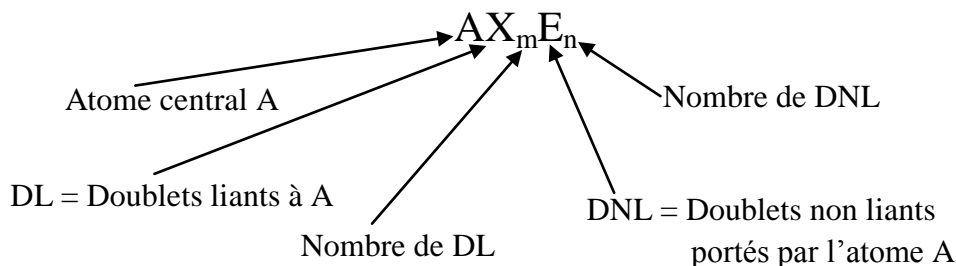 AXₘEₙ
Atome central A
Nombre de DNL
DL = Doublets liants à A
DNL = Doublets non liants
portés par l’atome A
Nombre de DL